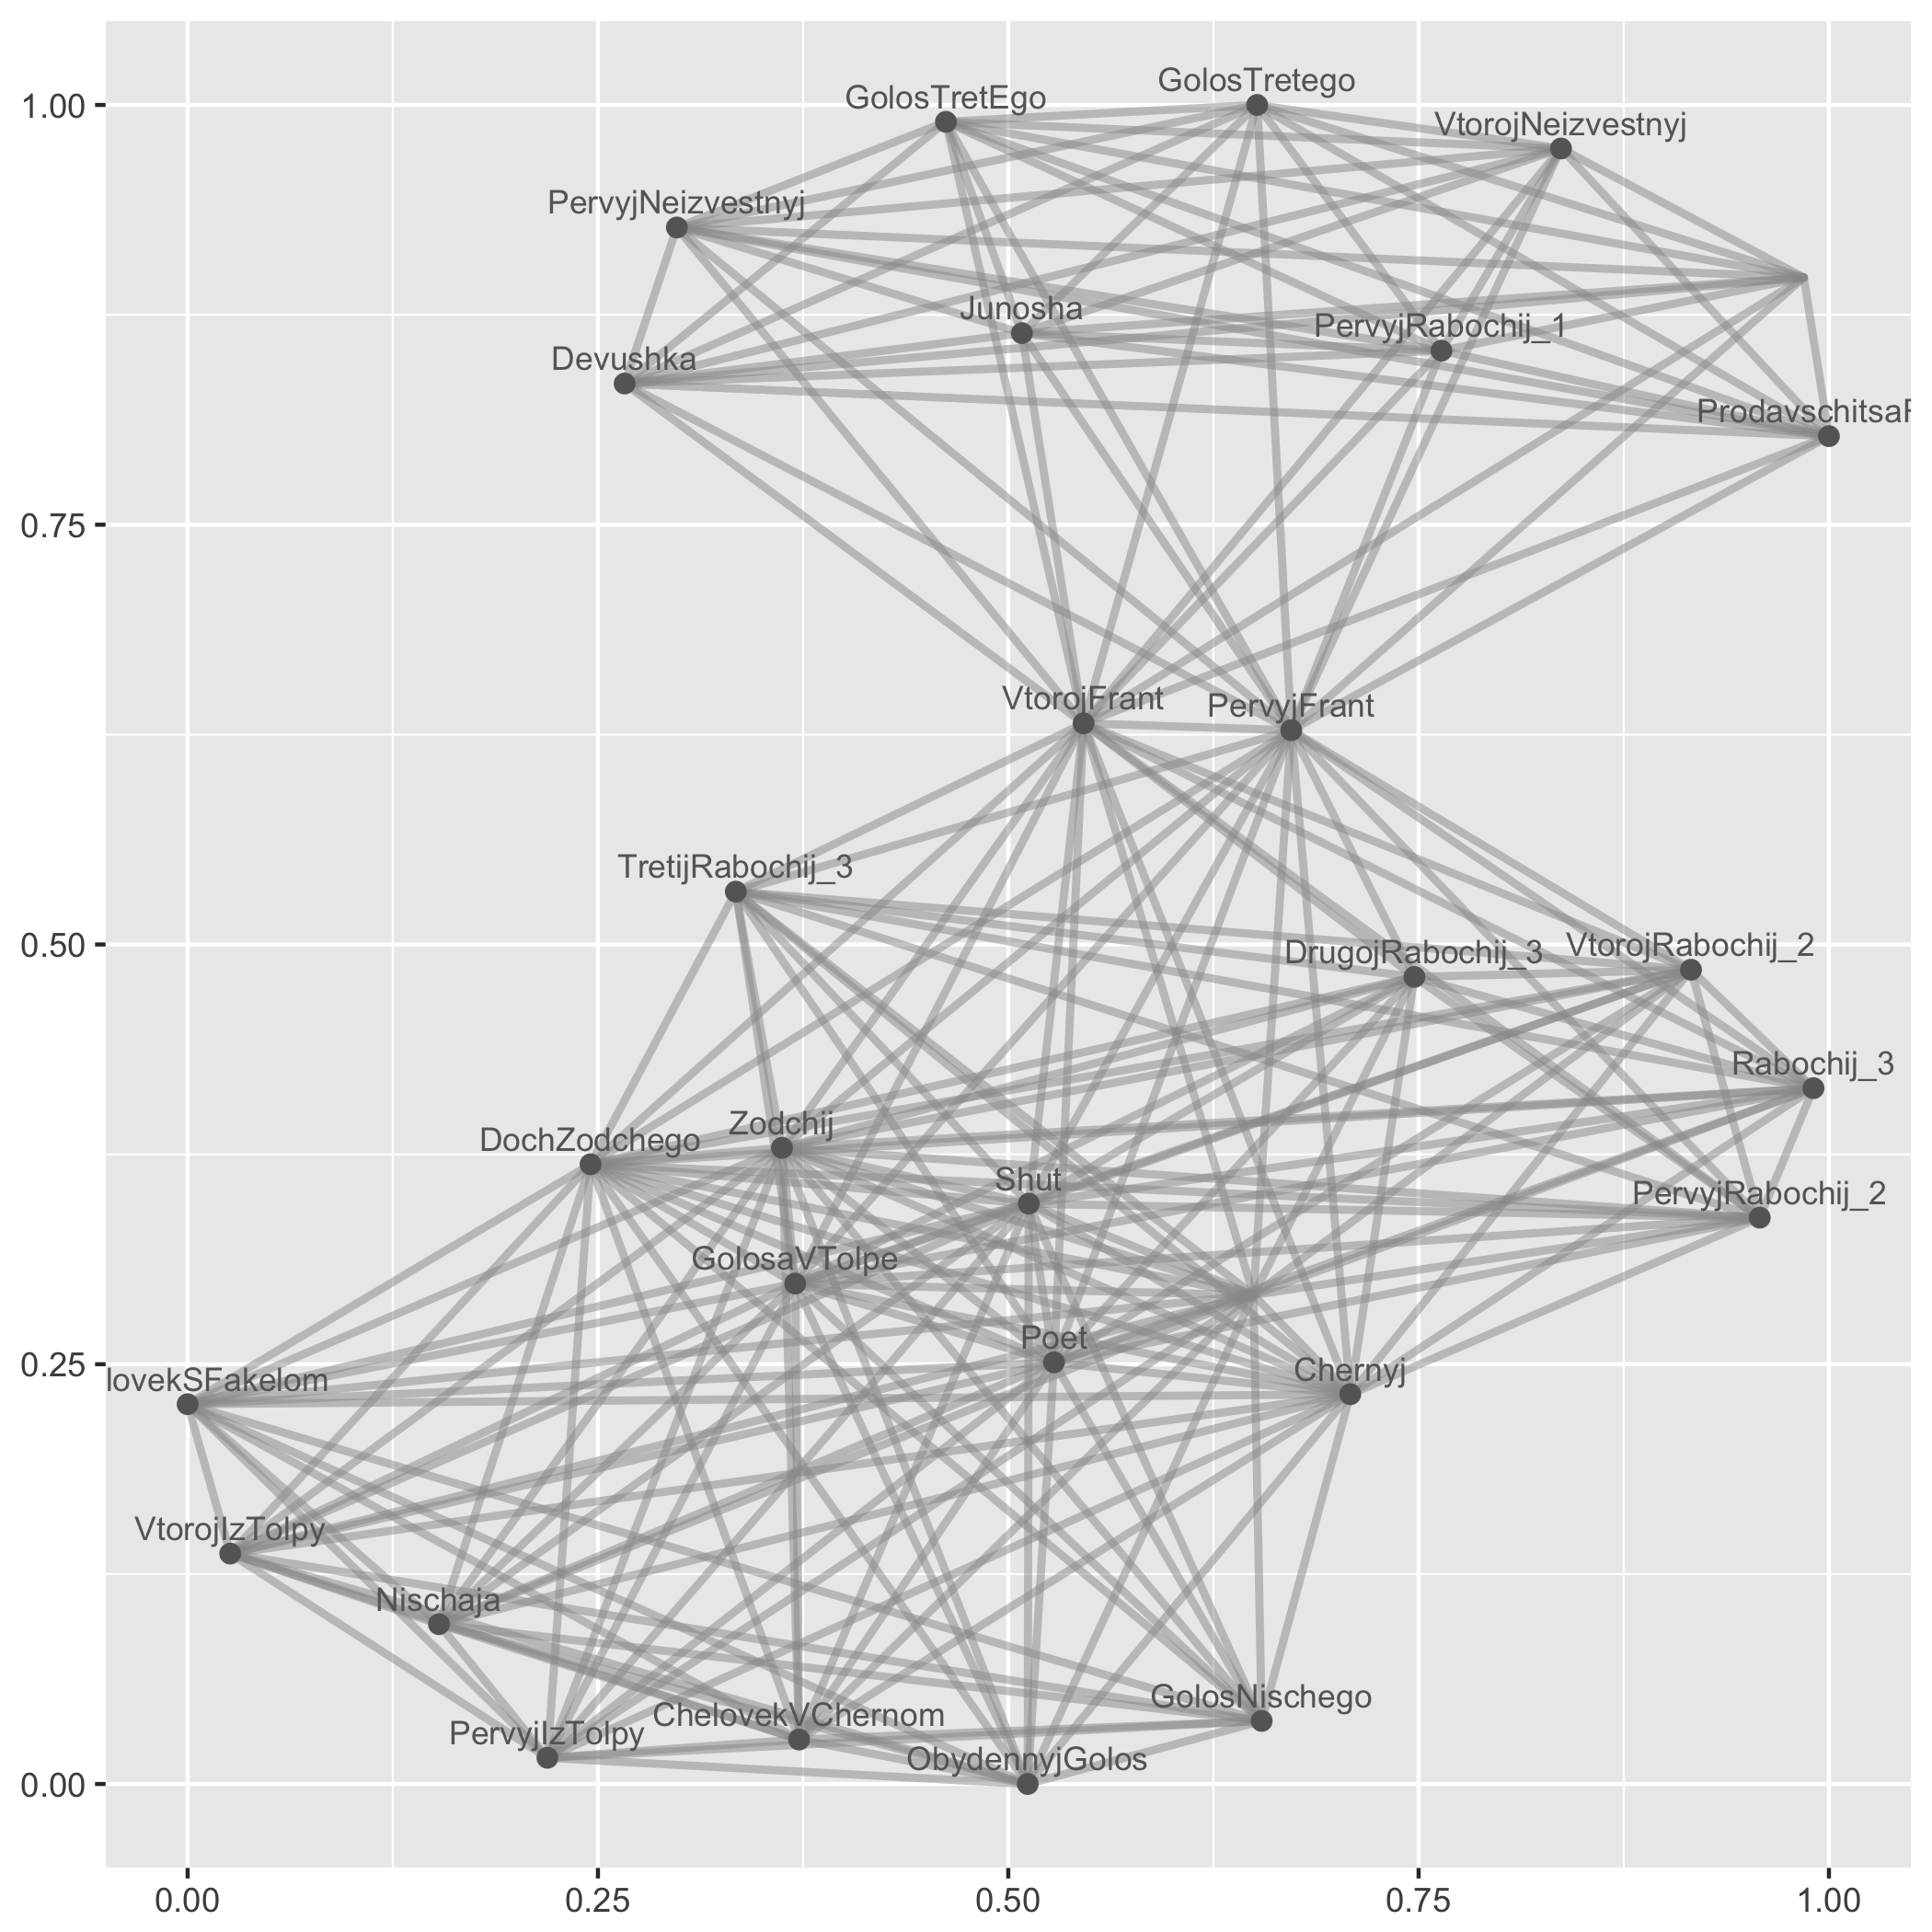 GolosTretego
GolosTretEgo
1.00
VtorojNeizvestnyj
PervyjNeizvestnyj
Junosha
PervyjRabochij_1
Devushka
ProdavschitsaF
0.75
VtorojFrant
PervyjFrant
TretijRabochij_3
0.50
DrugojRabochij_3
VtorojRabochij_2
Rabochij_3
Zodchij
DochZodchego
Shut
PervyjRabochij_2
GolosaVTolpe
Poet
0.25
Chernyj
lovekSFakelom
VtorojIzTolpy
Nischaja
GolosNischego
ChelovekVChernom
PervyjIzTolpy
ObydennyjGolos
0.00
0.00 0.25 0.50 0.75 1.00